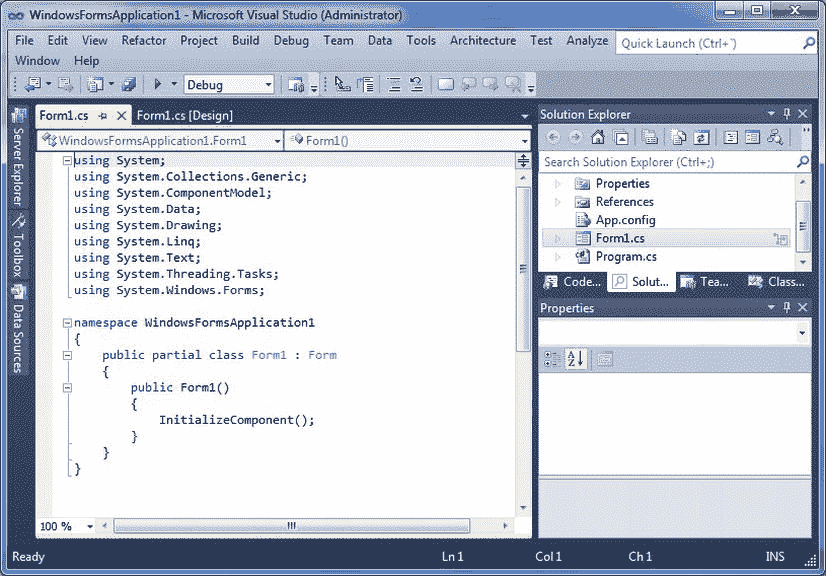 WindowsFormsApplication1 - Microsoft Visual Studio (Administrator)
File Edit View Refactor Project Build Debug Team Data Tools Architecture Test Analyze
Quick Launch (Ctrl+`)
Window Help
Debug
Form1.cs
Form1.cs [Design]
WindowsFormsApplication1.Form1
Form1()
Server Explorer
Toolbox
Data Sources
using System;
using System.Collections.Generic;
using System.ComponentModel;
using System.Data;
using System.Drawing;
using System.Linq;
using System.Text;
using System.Threading.Tasks;
using System.Windows.Forms;
namespace WindowsFormsApplication1
{
public partial class Form1 : Form
{
public Form1()
{
InitializeComponent();
}
}
}
100 %
Solution Explorer
Search Solution Explorer (Ctrl+;)
Properties
References
App.config
Form1.cs
Program.cs
Code...
Solut...
Tea...
Class...
Properties
Ready
Ln 1
Col 1
Ch 1
INS